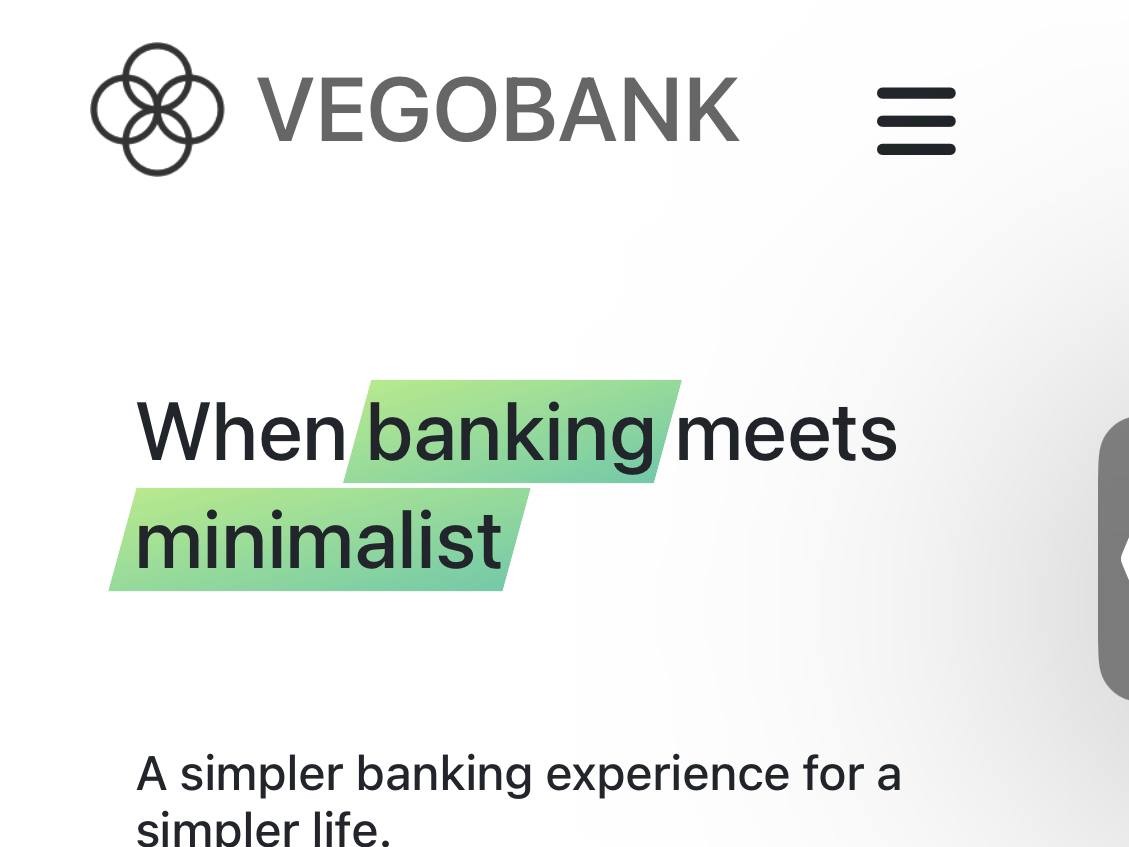 VEGOBANK
When banking meets
minimalist
A simpler banking experience for a
simpler life.